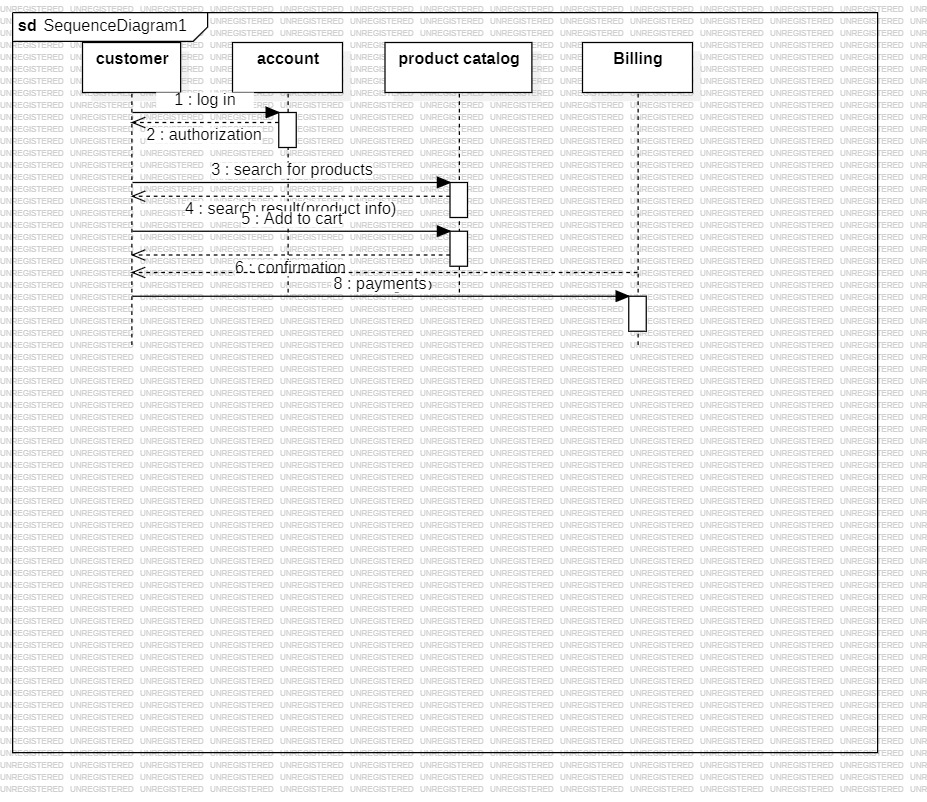 sd SequenceDiagram1
customer
account
product catalog
Billing
1 : log in
2 : authorization
3 : search for products
4 : search result(product info)
5 : Add to cart
6 : confirmation
8 : payments
UNREGISTERED